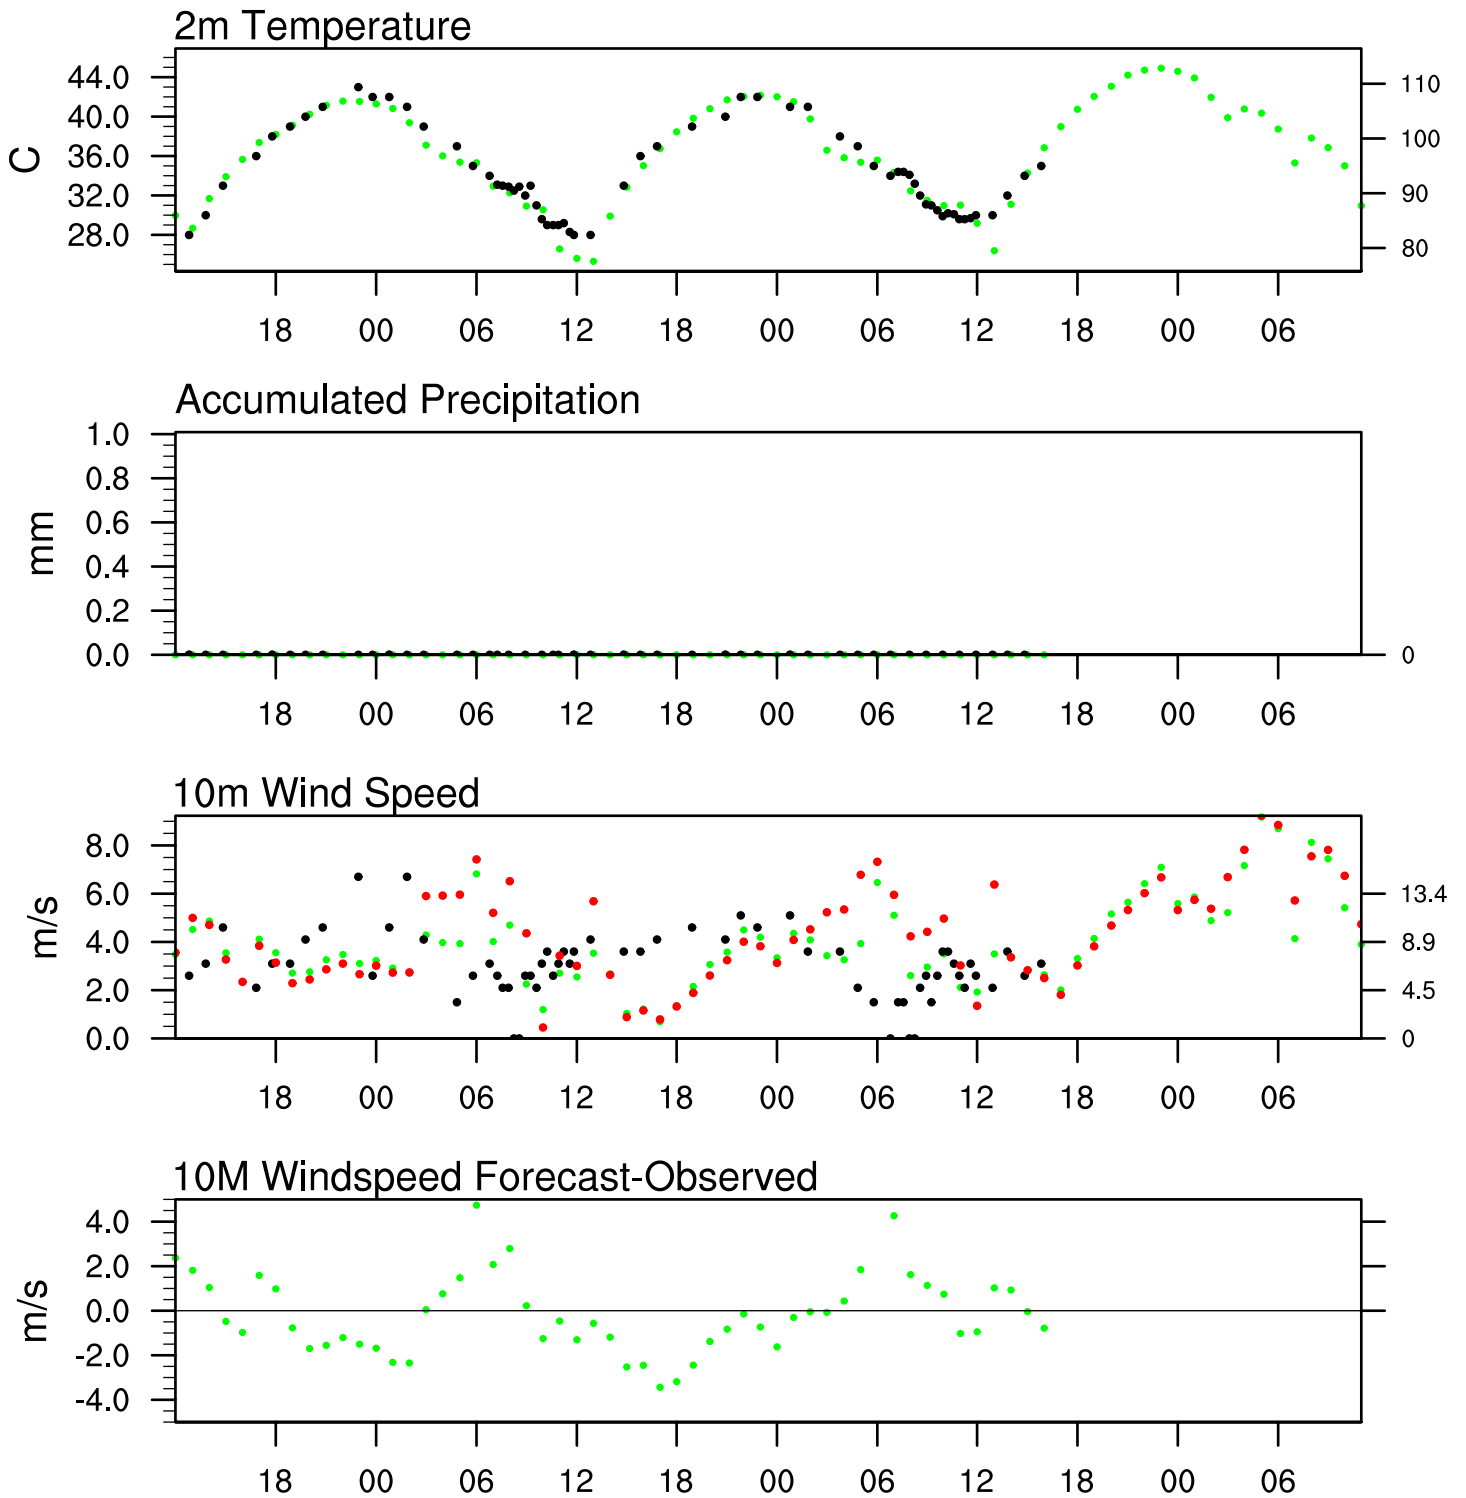 2m Temperature
44.0
40.0
36.0
32.0
28.0
C
110
100
90
80
18 00 06 12 18 00 06 12 18 00 06
Accumulated Precipitation
1.0
0.8
0.6
0.4
0.2
0.0
mm
0
18 00 06 12 18 00 06 12 18 00 06
10m Wind Speed
8.0
6.0
4.0
2.0
0.0
m/s
13.4
8.9
4.5
0
18 00 06 12 18 00 06 12 18 00 06
10M Windspeed Forecast-Observed
4.0
2.0
0.0
-2.0
-4.0
m/s
18 00 06 12 18 00 06 12 18 00 06